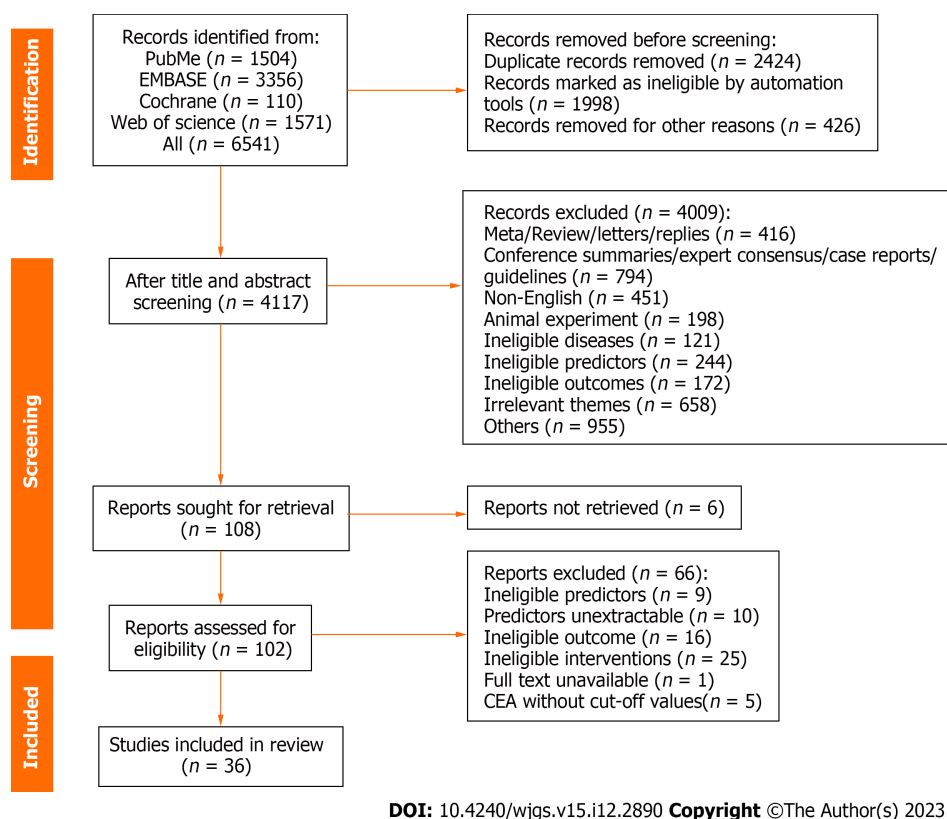 Identification
Records identified from:
PubMe (n = 1504)
EMBASE (n = 3356)
Cochrane (n = 110)
Web of science (n = 1571)
All (n = 6541)
Records removed before screening:
Duplicate records removed (n = 2424)
Records marked as ineligible by automation
tools (n = 1998)
Records removed for other reasons (n = 426)
Screening
After title and abstract
screening (n = 4117)
Records excluded (n = 4009):
Meta/Review/letters/replies (n = 416)
Conference summaries/expert consensus/case reports/
guidelines (n = 794)
Non-English (n = 451)
Animal experiment (n = 198)
Ineligible diseases (n = 121)
Ineligible predictors (n = 244)
Ineligible outcomes (n = 172)
Irrelevant themes (n = 658)
Others (n = 955)
Reports sought for retrieval
(n = 108)
Reports not retrieved (n = 6)
Reports assessed for
eligibility (n = 102)
Reports excluded (n = 66):
Ineligible predictors (n = 9)
Predictors unextractable (n = 10)
Ineligible outcome (n = 16)
Ineligible interventions (n = 25)
Full text unavailable (n = 1)
CEA without cut-off values(n = 5)
Included
Studies included in review
(n = 36)
DOI: 10.4240/wjgs.v15.i12.2890 Copyright ©The Author(s) 2023